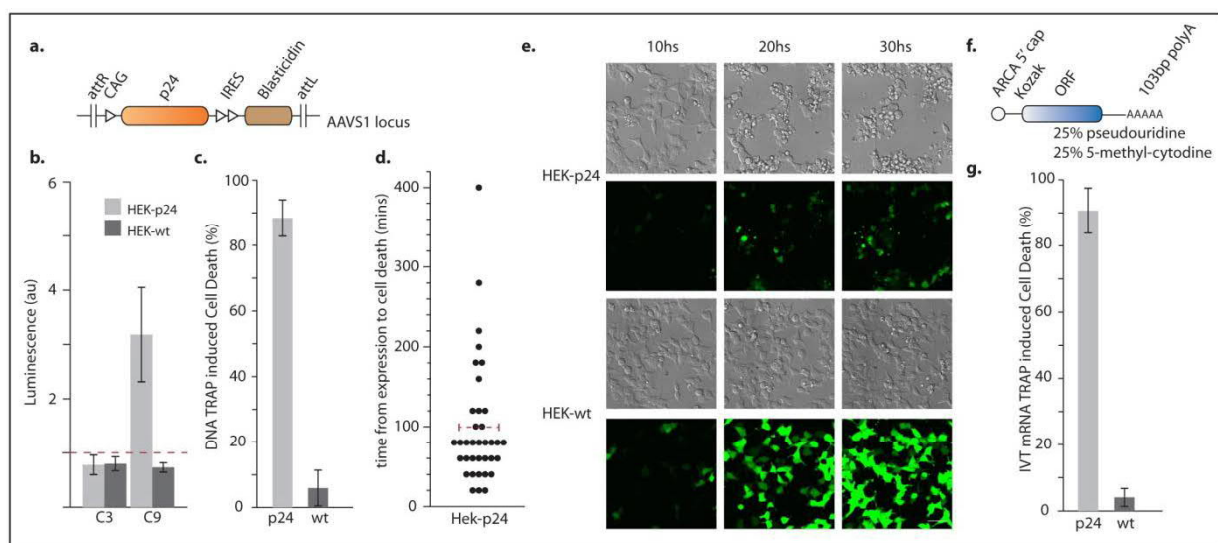 a.
attR
CAG
p24
IRES
Blasticidin
attL
AAVS1 locus
b.
6
4
2
Luminescence (au)
HEK-p24
HEK-wt
C3
C9
c.
100
80
60
40
20
0
DNA TRAP induced Cell Death (%)
p24
wt
d.
400
300
200
100
0
time from expression to cell death (mins)
Hek-p24
e.
10hs
20hs
30hs
HEK-p24
HEK-wt
f.
ARCA 5' cap
Kozak
ORF
103bp polyA
AAAAA
25% pseudouridine
25% 5-methyl-cytodine
g.
100
80
60
40
20
0
IVT mRNA TRAP induced Cell Death (%)
p24
wt